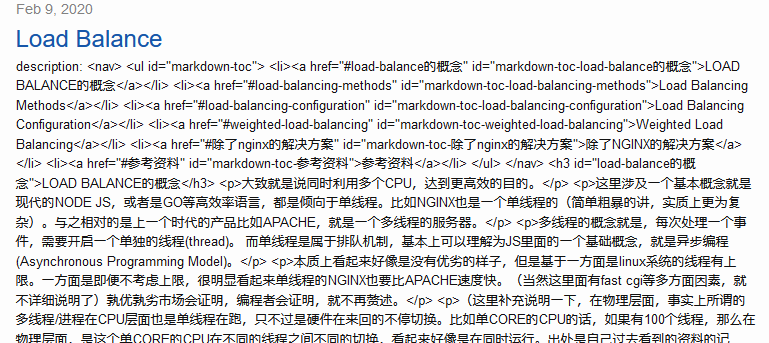 Feb 9, 2020
Load Balance
description: <nav> <ul id="markdown-toc"> <li><a href="#load-balance的概念" id="markdown-toc-load-balance的概念">LOAD
BALANCE的概念</a></li> <li><a href="#load-balancing-methods" id="markdown-toc-load-balancing-methods">Load Balancing
Methods</a></li> <li><a href="#load-balancing-configuration" id="markdown-toc-load-balancing-configuration">Load Balancing
Configuration</a></li> <li><a href="#weighted-load-balancing" id="markdown-toc-weighted-load-balancing">Weighted Load
Balancing</a></li> <li><a href="#除了nginx的解决方案" id="markdown-toc-除了nginx的解决方案">除了NGINX的解决方案</a>
</li> <li><a href="#参考资料" id="markdown-toc-参考资料">参考资料</a></li> </ul> </nav> <h3 id="load-balance的概
念">LOAD BALANCE的概念</h3> <p>大致就是说同时利用多个CPU，达到更高效的目的。</p> <p>这里涉及一个基本概念就是
现代的NODE JS，或者是GO等高效率语言，都是倾向于单线程。比如NGINX也是一个单线程的（简单粗暴的讲，实质上更为复
杂）。与之相对的是上一个时代的产品比如APACHE，就是一个多线程的服务器。</p> <p>多线程的概念就是，每次处理一个事
件，需要开启一个单独的线程(thread)。 而单线程是属于排队机制，基本上可以理解为JS里面的一个基础概念，就是异步编程
(Asynchronous Programming Model)。</p> <p>本质上看起来好像是没有优劣的样子，但是基于一方面是linux系统的线程有上
限。一方面是即便不考虑上限，很明显看起来单线程的NGINX也要比APACHE速度快。（当然这里面有fast cgi等多方面因素，就
不详细说明了）孰优孰劣市场会证明，编程者会证明，就不再赘述。</p> <p>（这里补充说明一下，在物理层面，事实上所谓的
多线程/进程在CPU层面也是单线程在跑，只不过是硬件在来回的不停切换。比如单CORE的CPU的话，如果有100个线程，那么在
物理层面，是这个单CORE的CPU在不同的线程之间不同的切换，看起来好像是在同时运行。出处是自己过去看到的资料的记